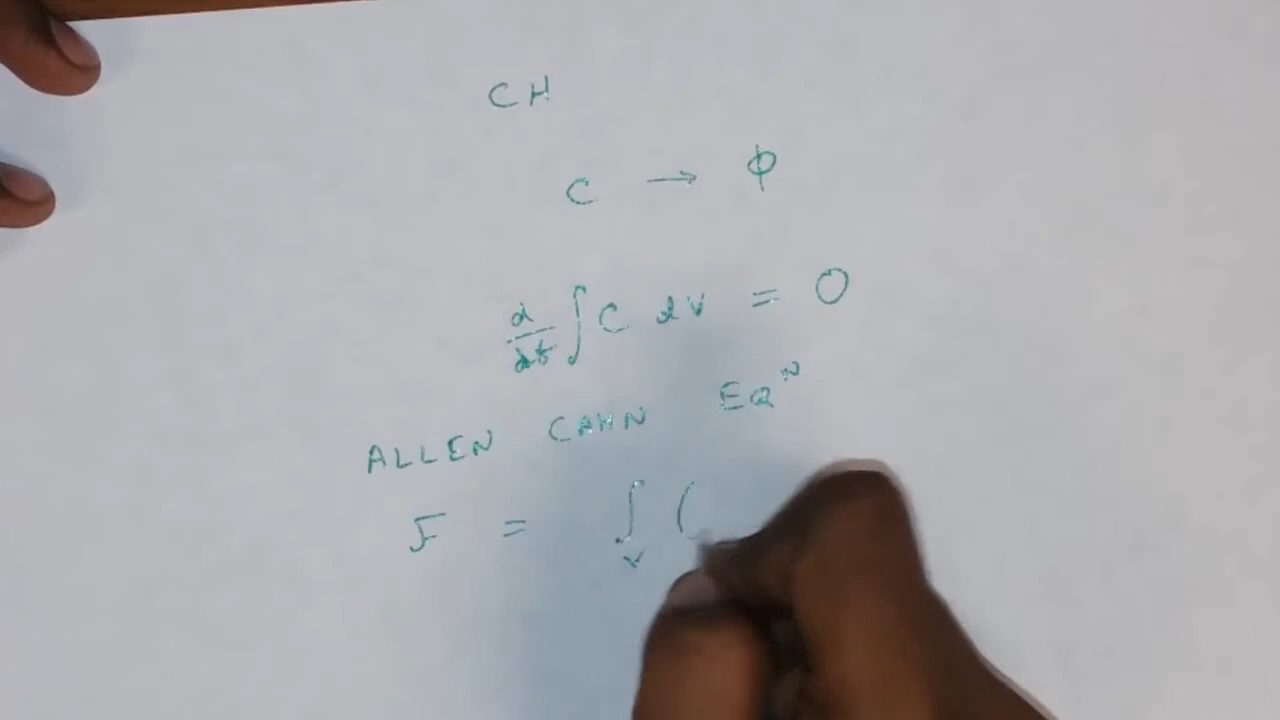 CH
C → ϕ
d/dt ∫ C dV = 0
ALLEN CAHN EQᴺ
F = ∫ᵥ (